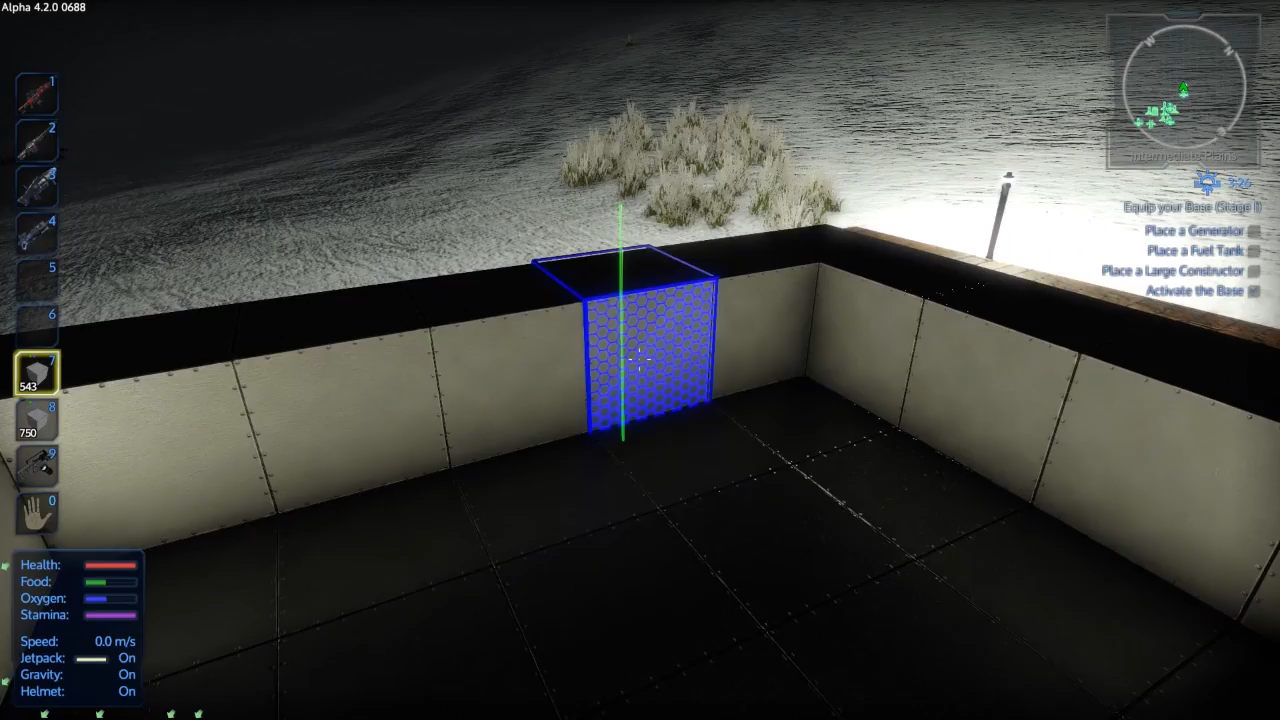 Alpha 4.2.0 0688
1
2
3
4
5
6
7
543
8
750
9
0
W
N
Intermediate Plains
Equip your Base (Stage I)
Place a Generator
Place a Fuel Tank
Place a Large Constructor
Activate the Base
Health:
Food:
Oxygen:
Stamina:
Speed: 0.0 m/s
Jetpack: On
Gravity: On
Helmet: On